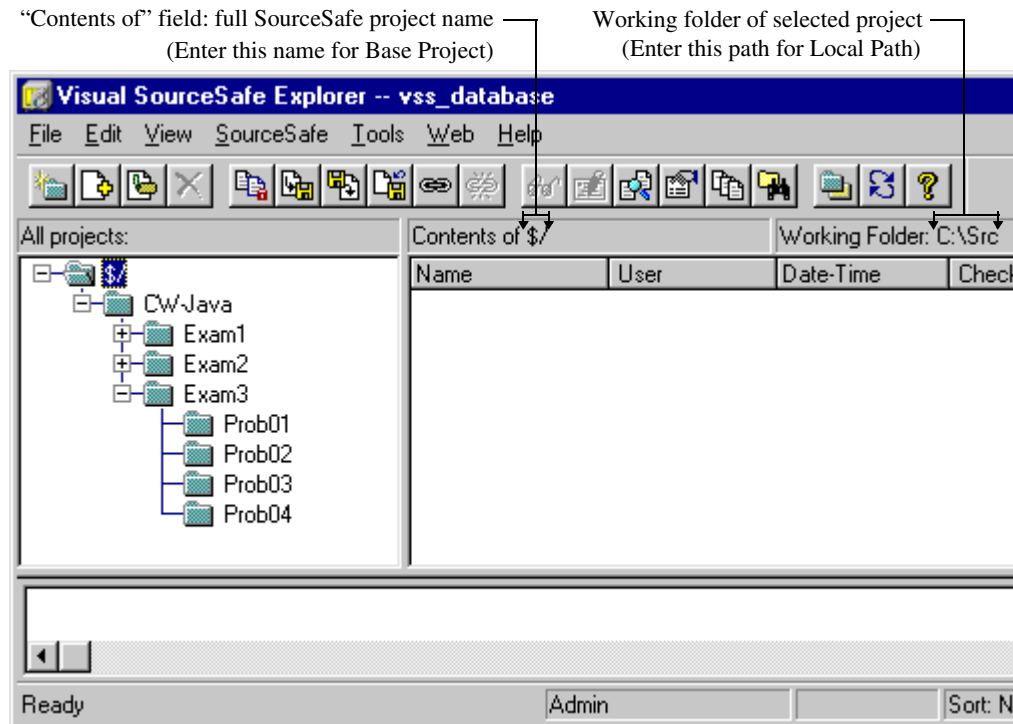 “Contents of” field: full SourceSafe project name
(Enter this name for Base Project)
Working folder of selected project
(Enter this path for Local Path)
Visual SourceSafe Explorer -- vss_database
File Edit View SourceSafe Tools Web Help
All projects:
Contents of $/
Working Folder: C:\Src
Name User Date-Time Check
$/
CW-Java
Exam1
Exam2
Exam3
Prob01
Prob02
Prob03
Prob04
Ready
Admin
Sort: N